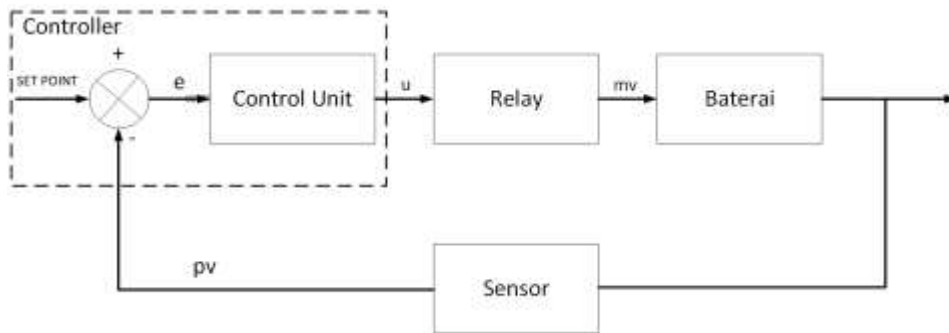 Controller
+
SET POINT
e
Control Unit
u
Relay
mv
Baterai
-
pv
Sensor